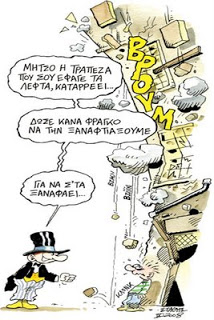 ΜΗΤΣΟ Η ΤΡΑΠΕΖΑ
ΠΟΥ ΣΟΥ ΕΦΑΓΕ ΤΑ
ΛΕΦΤΑ, ΚΑΤΑΡΡΕΕΙ...
ΔΩΣΕ ΚΑΝΑ ΦΡΑΓΚΟ
ΝΑ ΤΗΝ ΞΑΝΑΦΤΙΑΞΟΥΜΕ
ΓΙΑ ΝΑ Σ'ΤΑ
ΞΑΝΑΦΑΕΙ...
ΒΡΟΥΜ